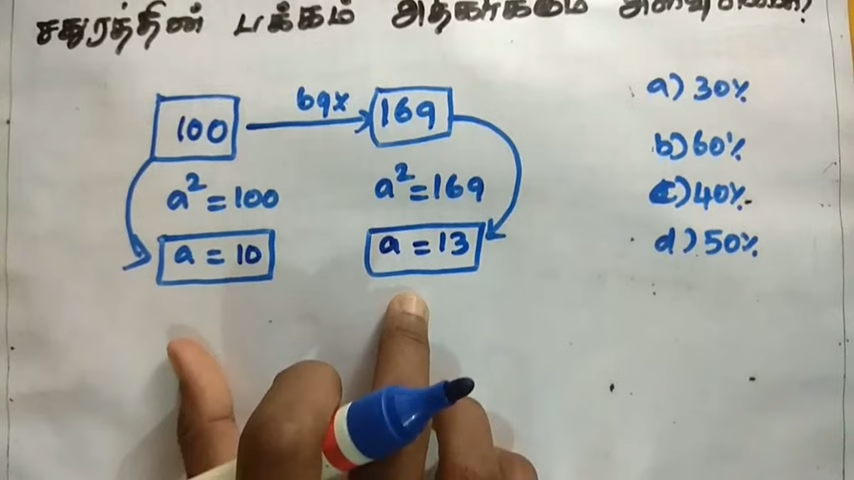 சதுரத்தின் பக்கம் அதிகரிக்கும்
100 69% 169
a²=100 a²=169
a = 10 a = 13
a) 30%
b) 60%
c) 40%
d) 50%